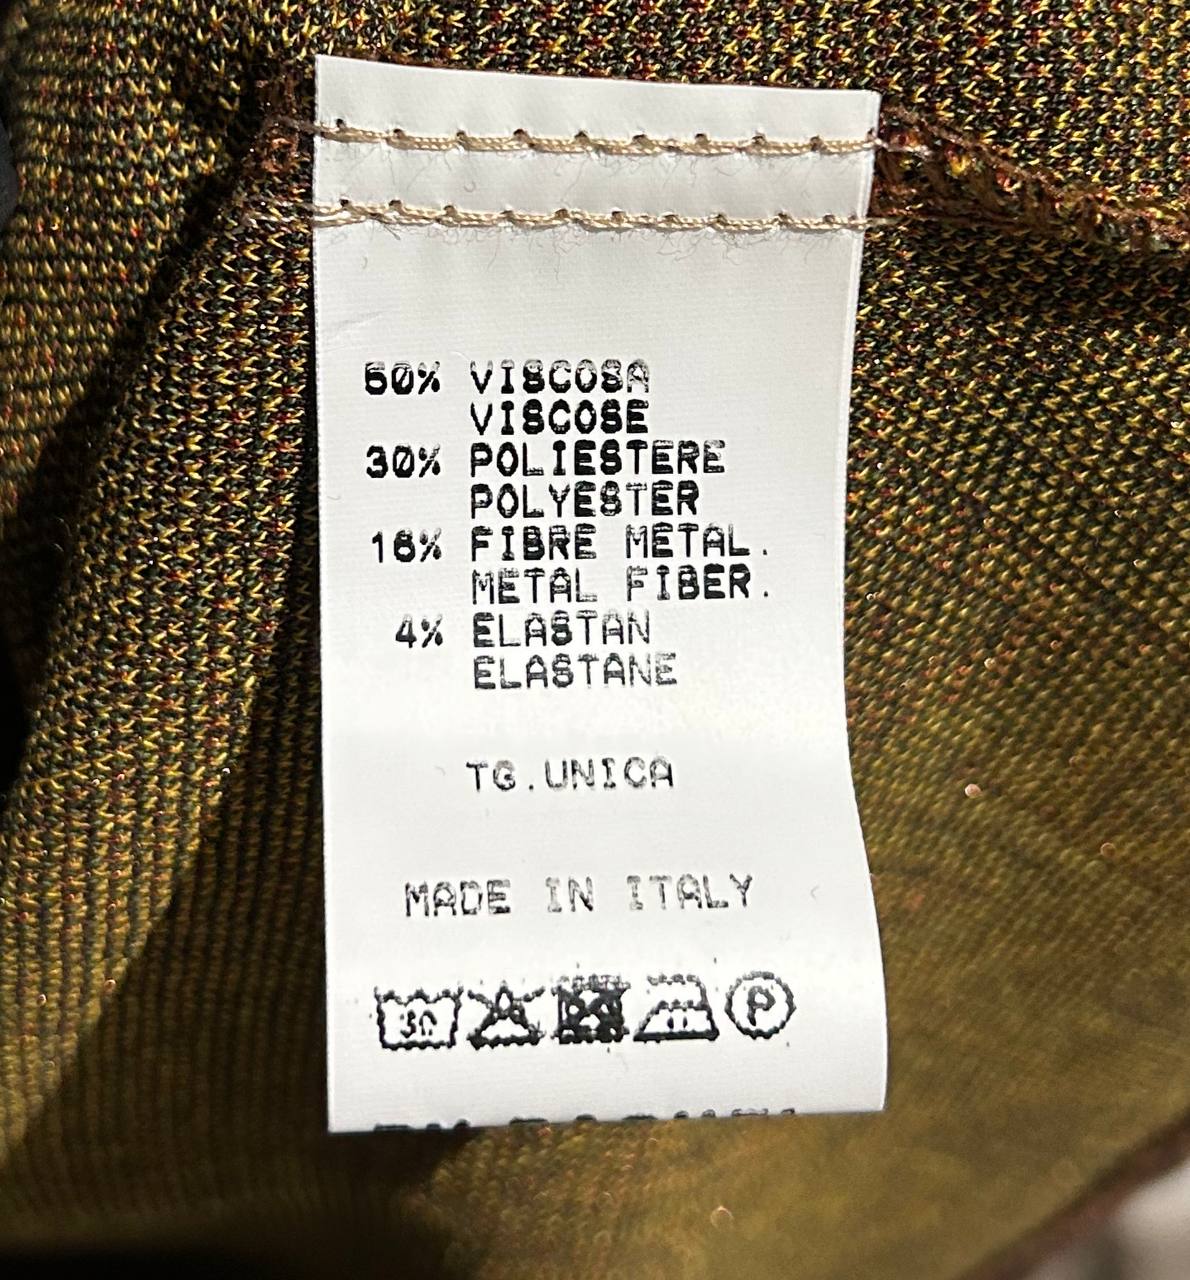 50% VISCOSA
VISCOSE
30% POLIESTERE
POLYESTER
16% FIBRE METAL.
METAL FIBER.
4% ELASTAN
ELASTANE
TG.UNICA
MADE IN ITALY
30 P